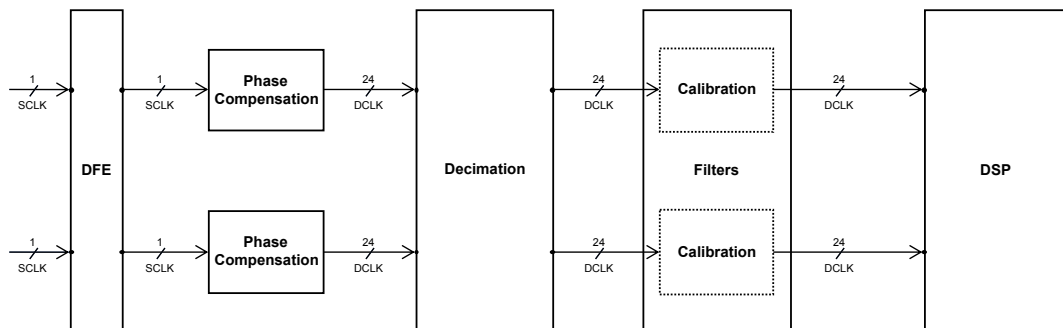 1
SCLK
1
SCLK
Phase
Compensation
24
DCLK
24
DCLK
Calibration
24
DCLK
DFE
Decimation
Filters
DSP
1
SCLK
1
SCLK
Phase
Compensation
24
DCLK
24
DCLK
Calibration
24
DCLK